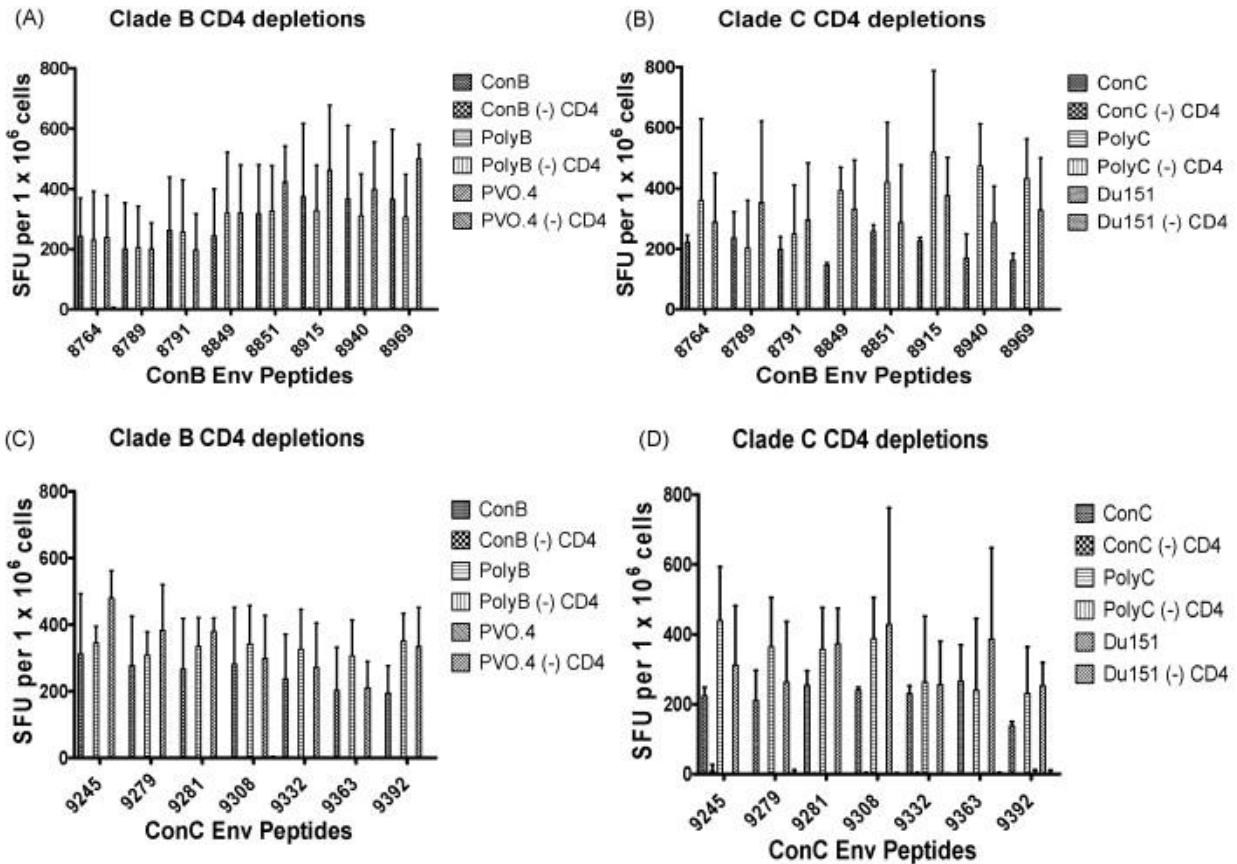 (A) Clade B CD4 depletions
SFU per 1 x 10⁶ cells
800
600
400
200
0
8764 8789 8791 8849 8851 8915 8940 8969
ConB Env Peptides
ConB
ConB (-) CD4
PolyB
PolyB (-) CD4
PVO.4
PVO.4 (-) CD4
(B) Clade C CD4 depletions
SFU per 1 x 10⁶ cells
800
600
400
200
0
8764 8789 8791 8849 8851 8915 8940 8969
ConB Env Peptides
ConC
ConC (-) CD4
PolyC
PolyC (-) CD4
Du151
Du151 (-) CD4
(C) Clade B CD4 depletions
SFU per 1 x 10⁶ cells
800
600
400
200
0
9245 9279 9281 9308 9332 9363 9392
ConC Env Peptides
ConB
ConB (-) CD4
PolyB
PolyB (-) CD4
PVO.4
PVO.4 (-) CD4
(D) Clade C CD4 depletions
SFU per 1 x 10⁶ cells
800
600
400
200
0
9245 9279 9281 9308 9332 9363 9392
ConC Env Peptides
ConC
ConC (-) CD4
PolyC
PolyC (-) CD4
Du151
Du151 (-) CD4